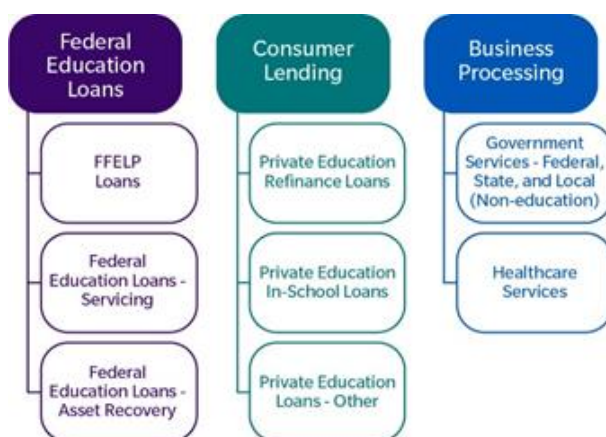 Federal
Education
Loans
FFELP
Loans
Federal
Education Loans -
Servicing
Federal
Education Loans -
Asset Recovery
Consumer
Lending
Private Education
Refinance Loans
Private Education
In-School Loans
Private Education
Loans - Other
Business
Processing
Government
Services - Federal,
State, and Local
(Non-education)
Healthcare
Services